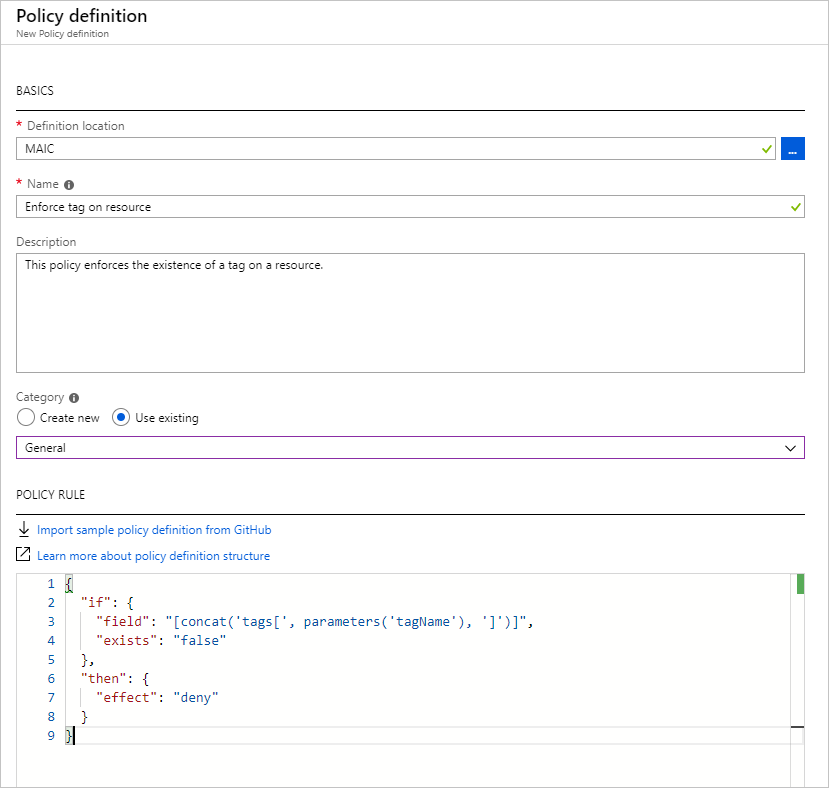 Policy definition
New Policy definition
BASICS
* Definition location
MAIC
...
* Name
Enforce tag on resource
Description
This policy enforces the existence of a tag on a resource.
Category
Create new Use existing
General
POLICY RULE
Import sample policy definition from GitHub
Learn more about policy definition structure
1 {
2 "if": {
3 "field": "[concat('tags[', parameters('tagName'), ']')]",
4 "exists": "false"
5 },
6 "then": {
7 "effect": "deny"
8 }
9 }